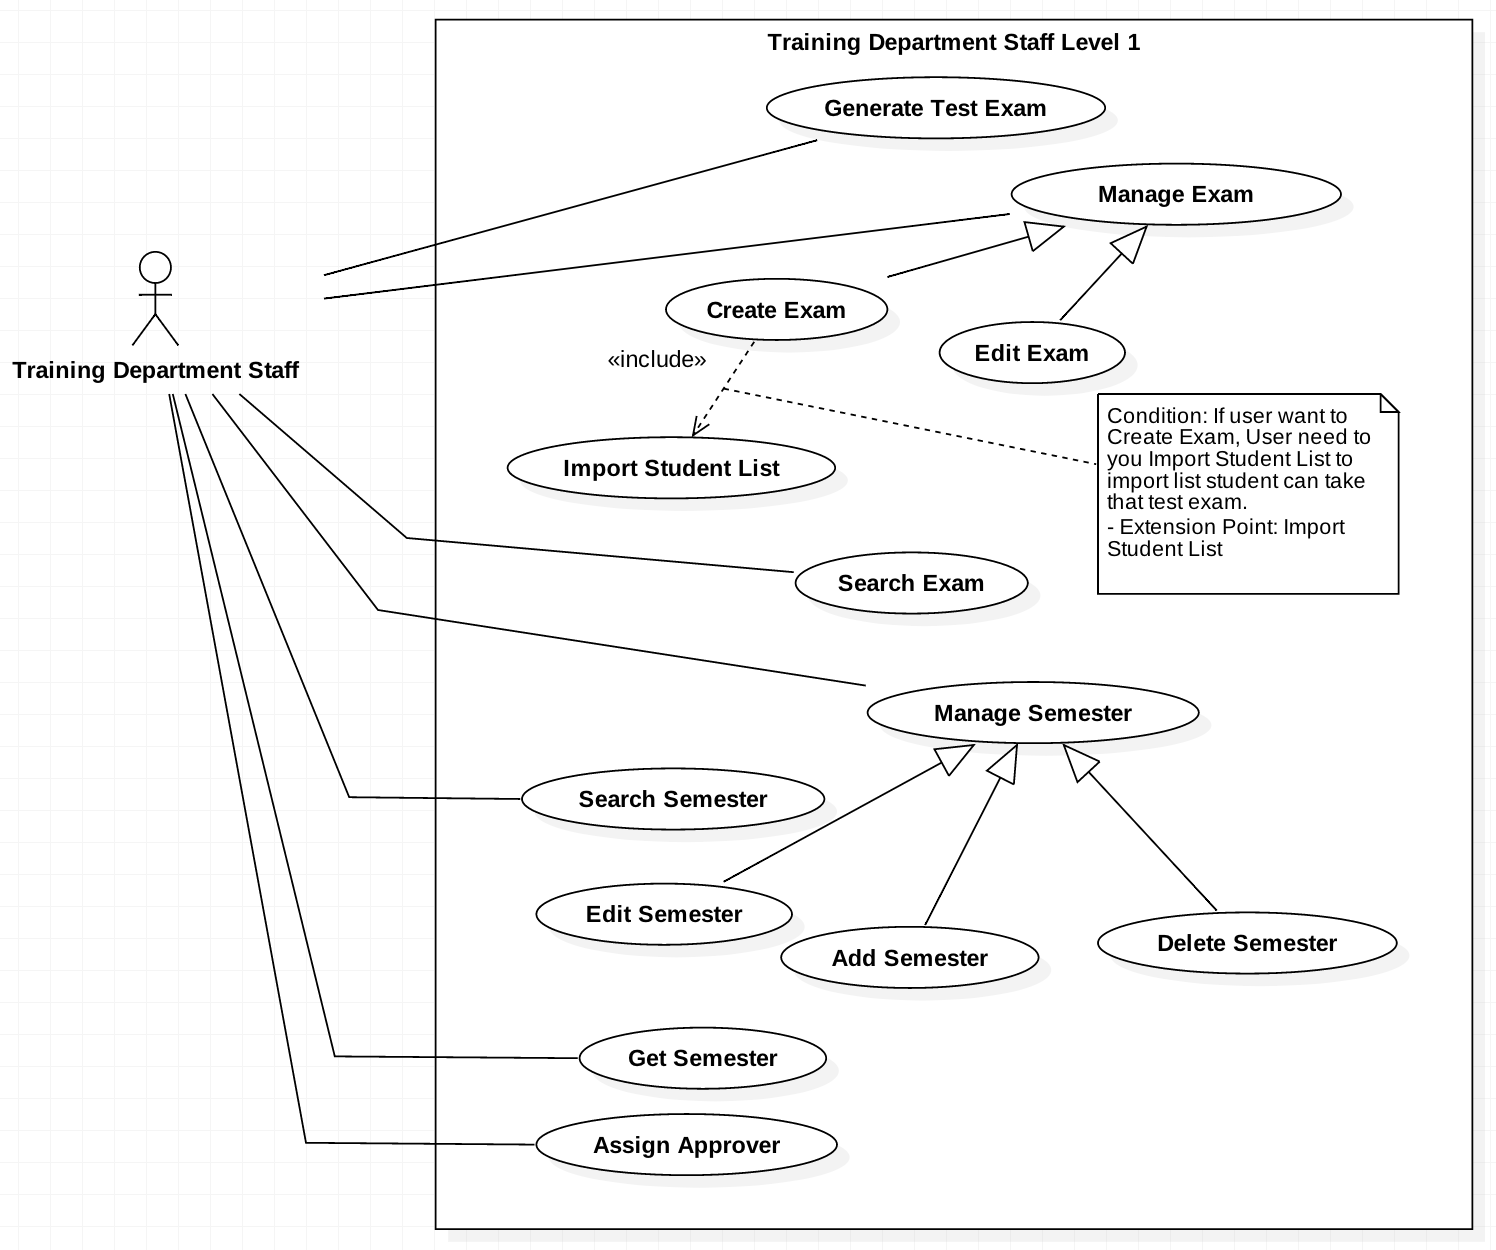 Training Department Staff Level 1
Generate Test Exam
Manage Exam
Create Exam
Edit Exam
Training Department Staff
«include»
Condition: If user want to
Create Exam, User need to
you Import Student List to
import list student can take
that test exam.
- Extension Point: Import
Student List
Import Student List
Search Exam
Manage Semester
Search Semester
Edit Semester
Add Semester
Delete Semester
Get Semester
Assign Approver